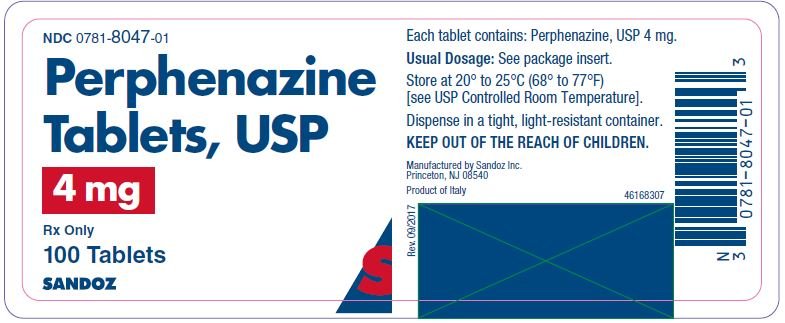 NDC 0781-8047-01
Perphenazine
Tablets, USP
4 mg
Rx Only
100 Tablets
SANDOZ
S
Each tablet contains: Perphenazine, USP 4 mg.
Usual Dosage: See package insert.
Store at 20° to 25°C (68° to 77°F)
[see USP Controlled Room Temperature].
Dispense in a tight, light-resistant container.
KEEP OUT OF THE REACH OF CHILDREN.
Manufactured by Sandoz Inc.
Princeton, NJ 08540
Product of Italy
46168307
Rev. 09/2017
N 3 0781-8047-01 3